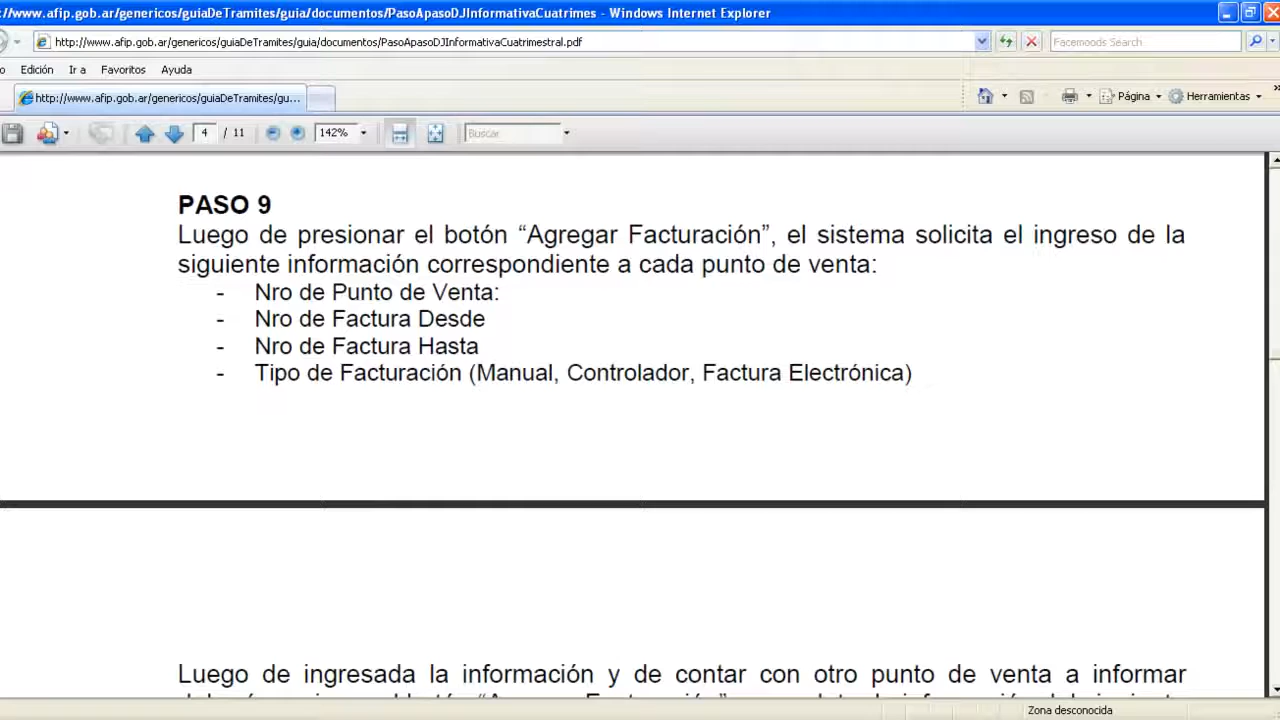 ://www.afip.gob.ar/genericos/guiaDeTramites/guia/documentos/PasoApasoDJInformativaCuatrimes - Windows Internet Explorer
http://www.afip.gob.ar/genericos/guiaDeTramites/guia/documentos/PasoApasoDJInformativaCuatrimestral.pdf
Facemoods Search
o Edición Ir a Favoritos Ayuda
http://www.afip.gob.ar/genericos/guiaDeTramites/gu...
Página Herramientas
4 / 11 142% Buscar
PASO 9
Luego de presionar el botón “Agregar Facturación”, el sistema solicita el ingreso de la
siguiente información correspondiente a cada punto de venta:
- Nro de Punto de Venta:
- Nro de Factura Desde
- Nro de Factura Hasta
- Tipo de Facturación (Manual, Controlador, Factura Electrónica)
Luego de ingresada la información y de contar con otro punto de venta a informar
Zona desconocida